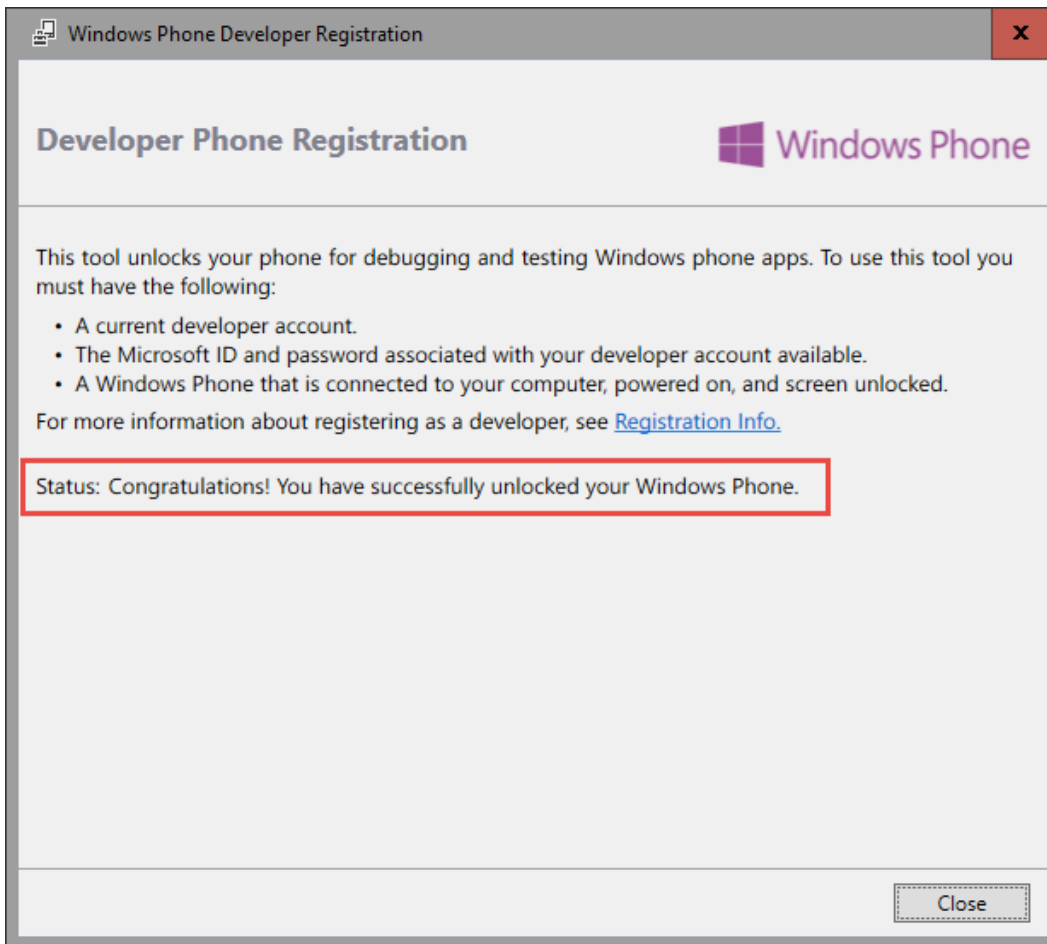 Windows Phone Developer Registration
x
Developer Phone Registration
Windows Phone
This tool unlocks your phone for debugging and testing Windows phone apps. To use this tool you
must have the following:
• A current developer account.
• The Microsoft ID and password associated with your developer account available.
• A Windows Phone that is connected to your computer, powered on, and screen unlocked.
For more information about registering as a developer, see Registration Info.
Status: Congratulations! You have successfully unlocked your Windows Phone.
Close